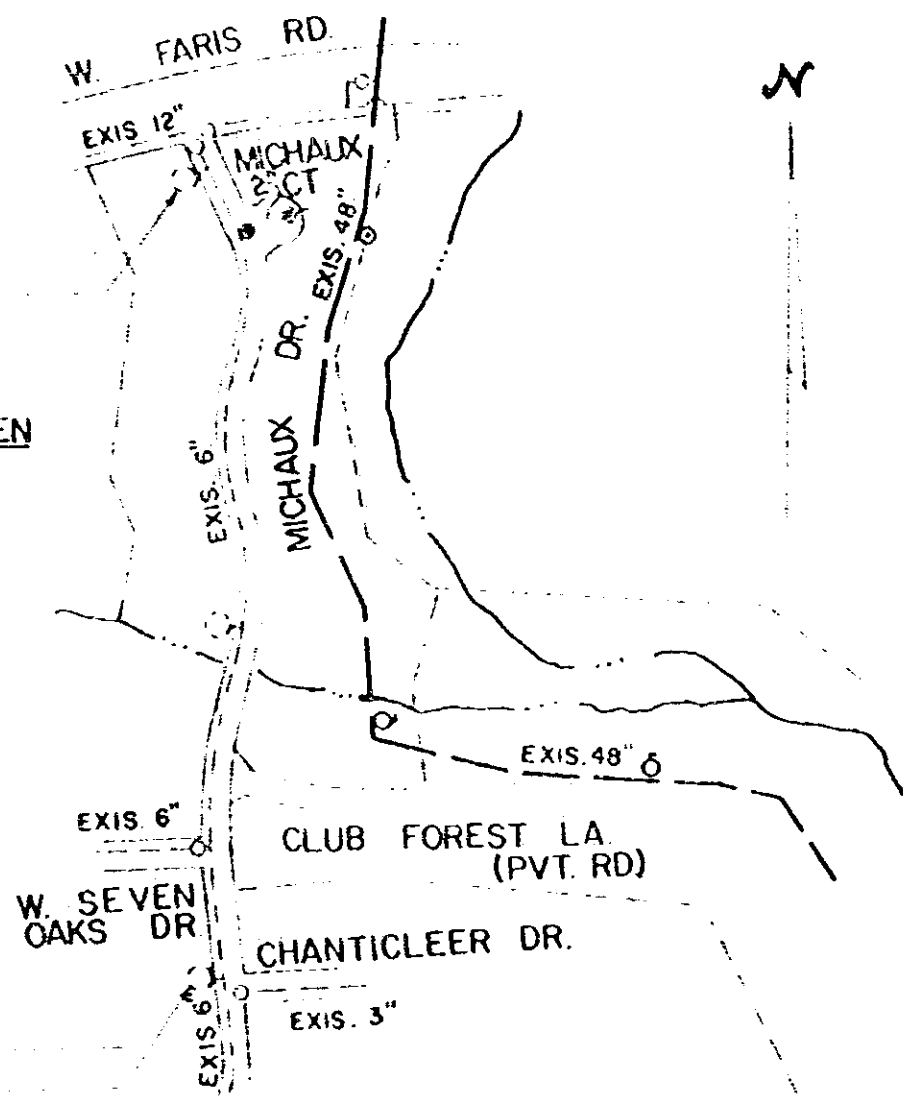 W. FARIS RD.
N
EXIS 12"
MICHAUX
2" CT
EXIS. 48"
MICHAUX DR.
EN
EXIS. 6"
EXIS. 48"
EXIS. 6"
CLUB FOREST LA.
(PVT. RD)
W. SEVEN
OAKS DR
CHANTICLEER DR.
EXIS 6"
EXIS. 3"